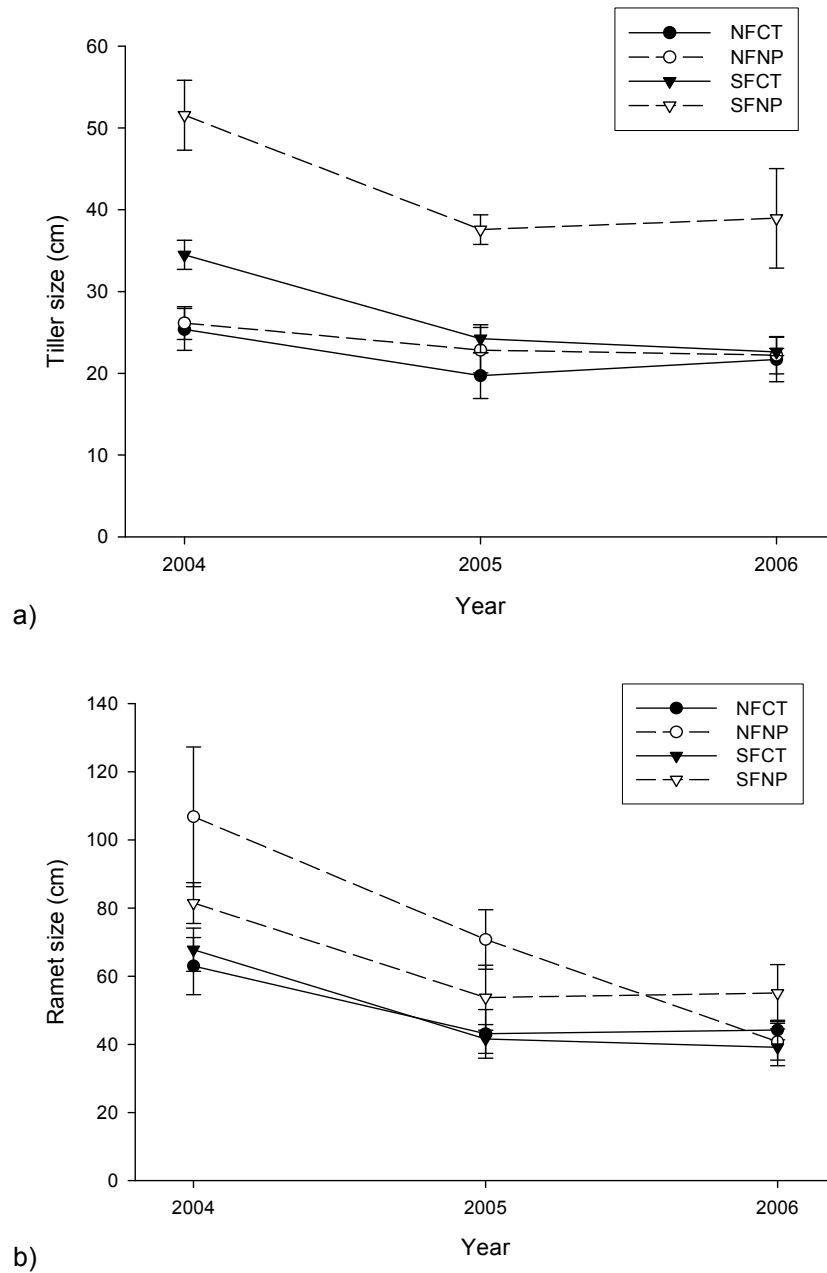 NFCT
NFNP
SFCT
SFNP
60
50
40
30
20
10
0
Tiller size (cm)
2004 2005 2006
Year
a)
NFCT
NFNP
SFCT
SFNP
140
120
100
80
60
40
20
0
Ramet size (cm)
2004 2005 2006
Year
b)